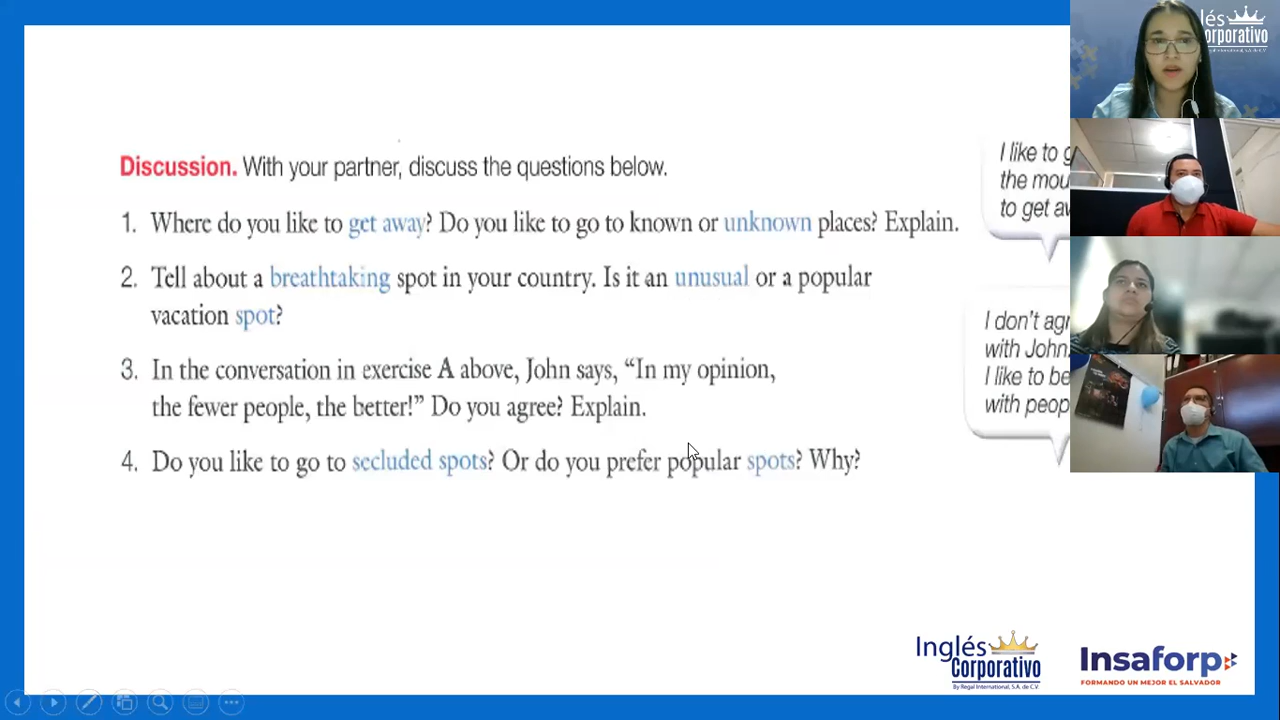 Discussion. With your partner, discuss the questions below.
1. Where do you like to get away? Do you like to go to known or unknown places? Explain.
2. Tell about a breathtaking spot in your country. Is it an unusual or a popular
vacation spot?
3. In the conversation in exercise A above, John says, “In my opinion,
the fewer people, the better!” Do you agree? Explain.
4. Do you like to go to secluded spots? Or do you prefer popular spots? Why?
I like to
the
to get
I don't
with John.
I like to be
with
Inglés
Corporativo
By Regal International, S.A. de C.V.
Insaforp
FORMANDO UN MEJOR EL SALVADOR